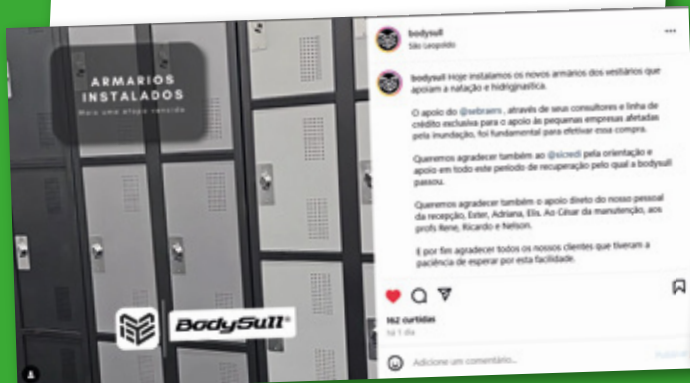 ARMARIOS
INSTALADOS
Mais uma etapa vencida
BodySull®
bodysull
São Leopoldo
bodysull Hoje instalamos os novos armários dos vestiários que
apoiam a natação e hidriginastica.
O apoio do @sebraers, através de seus consultores e linha de
crédito exclusiva para o apoio às pequenas empresas afetadas
pela inundação, foi fundamental para efetivar essa compra.
Queremos agradecer também ao @sicredi pela orientação e
apoio em todo este período de recuperação pelo qual a bodysull
passou.
Queremos agradecer também o apoio direto do nosso pessoal
da recepção, Ester, Adriana, Elis. Ao César da manutenção, aos
profs Rene, Ricardo e Nelson.
E por fim agradecer todos os nossos clientes que tiveram a
paciência de esperar por esta facilidade.
162 curtidas
há 1 dia
Adicione um comentário...